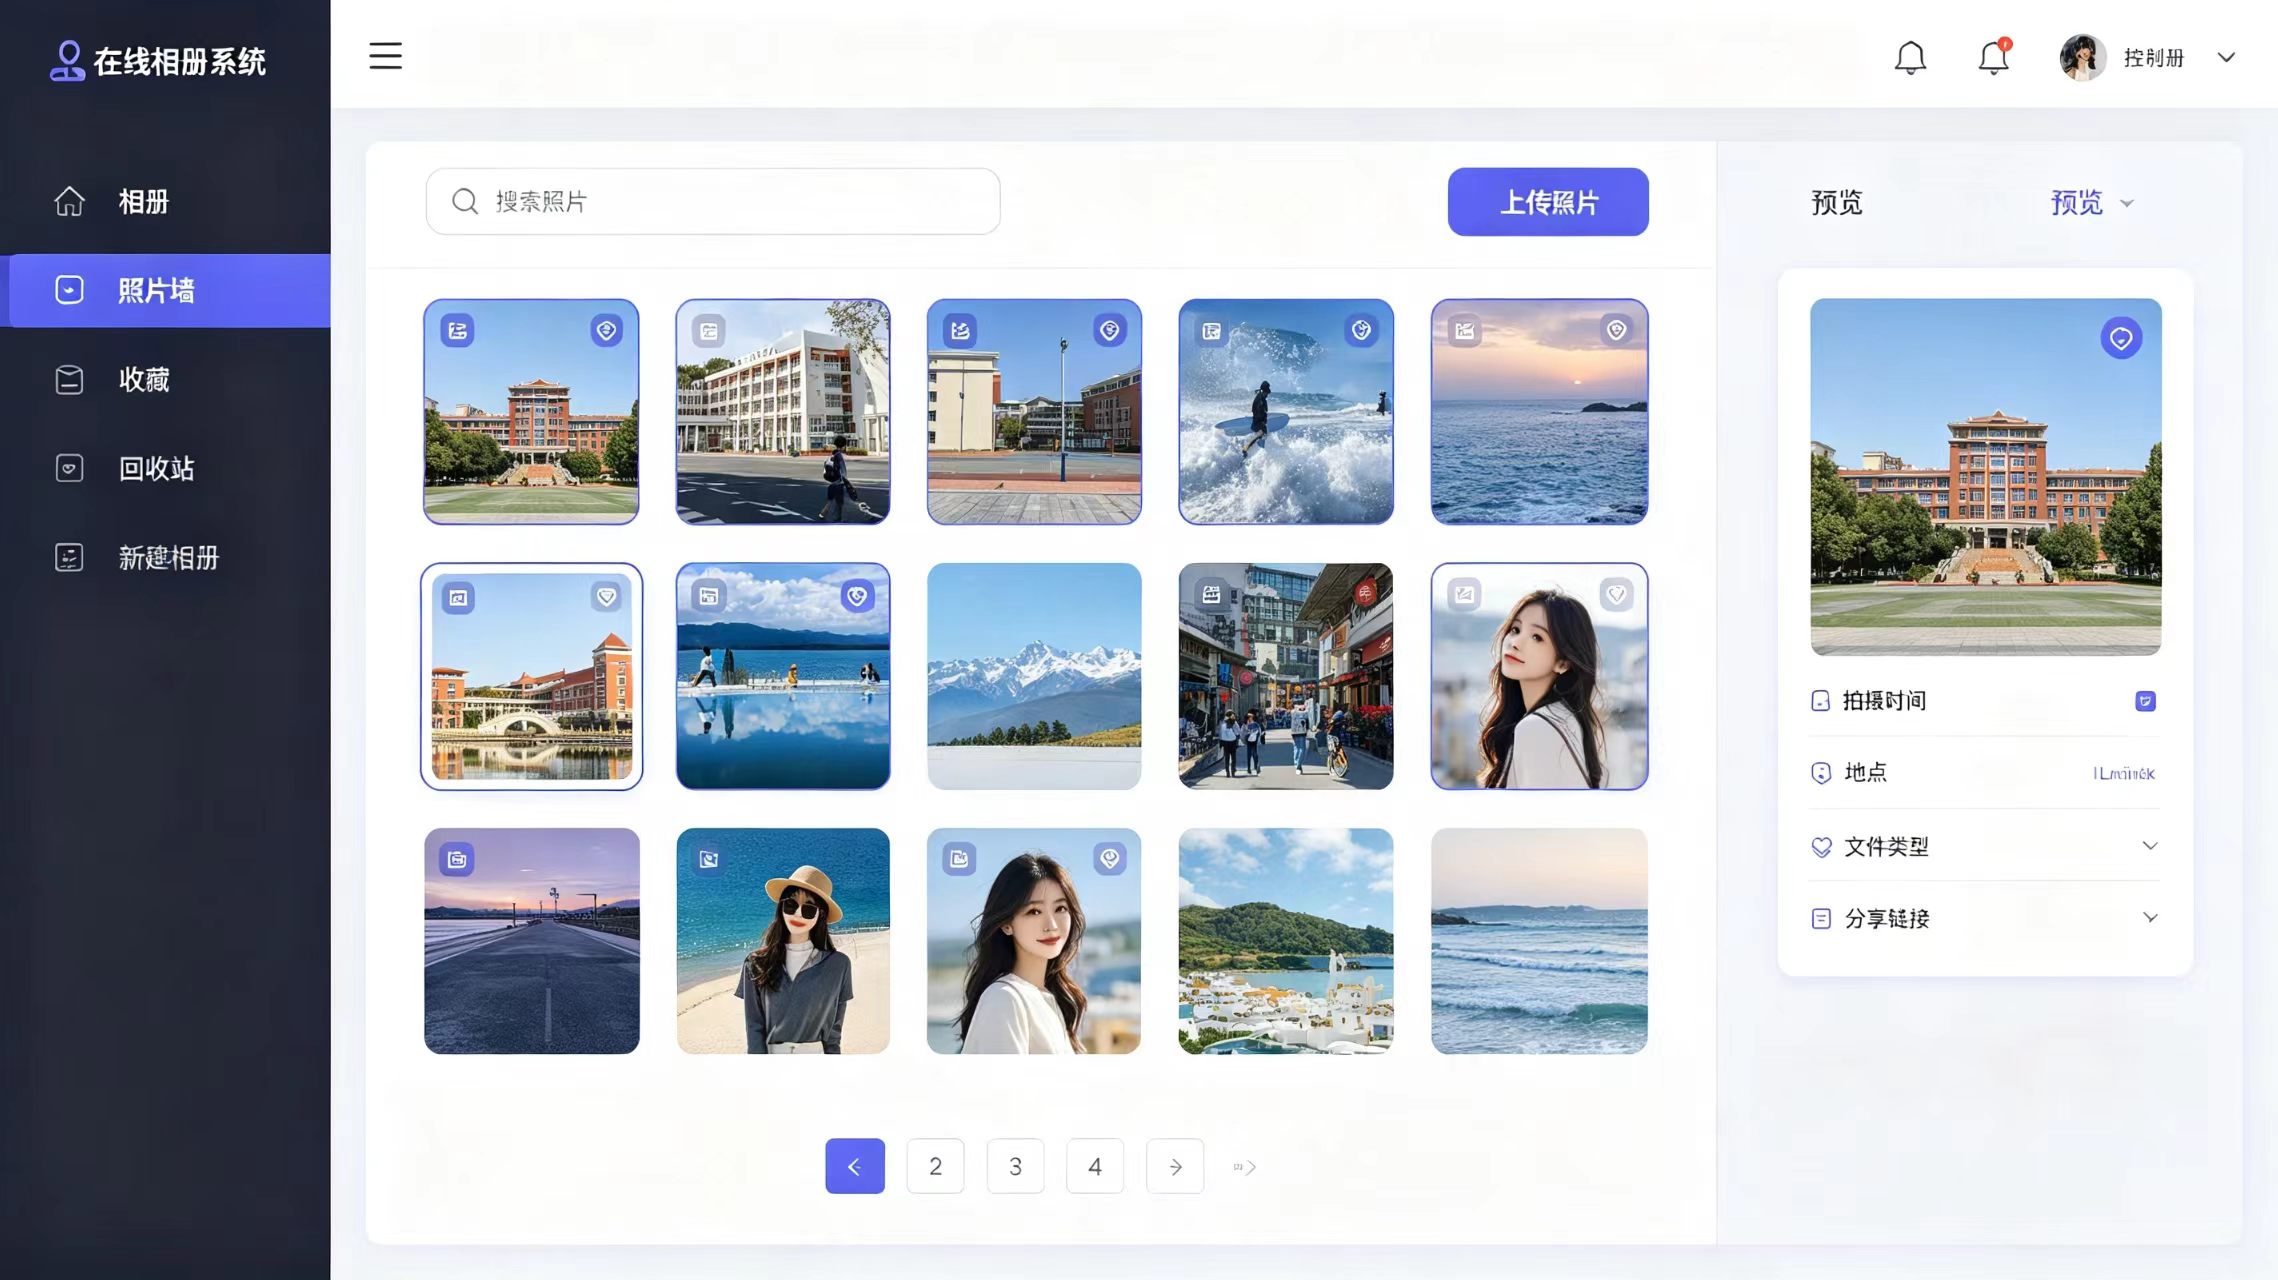 在线相册系统
控制册
相册
照片墙
收藏
回收站
新建相册
搜索照片
上传照片
预览
预览
拍摄时间
地点
文件类型
分享链接
2
3
4